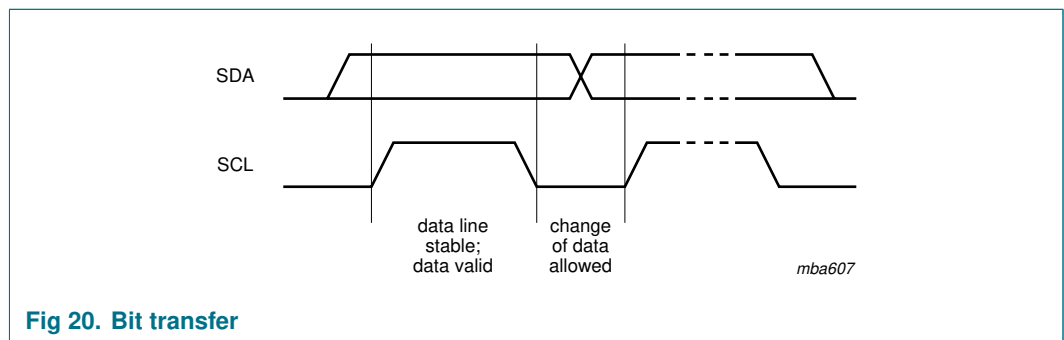 SDA
SCL
data line
stable;
data valid
change
of data
allowed
mba607
Fig 20. Bit transfer